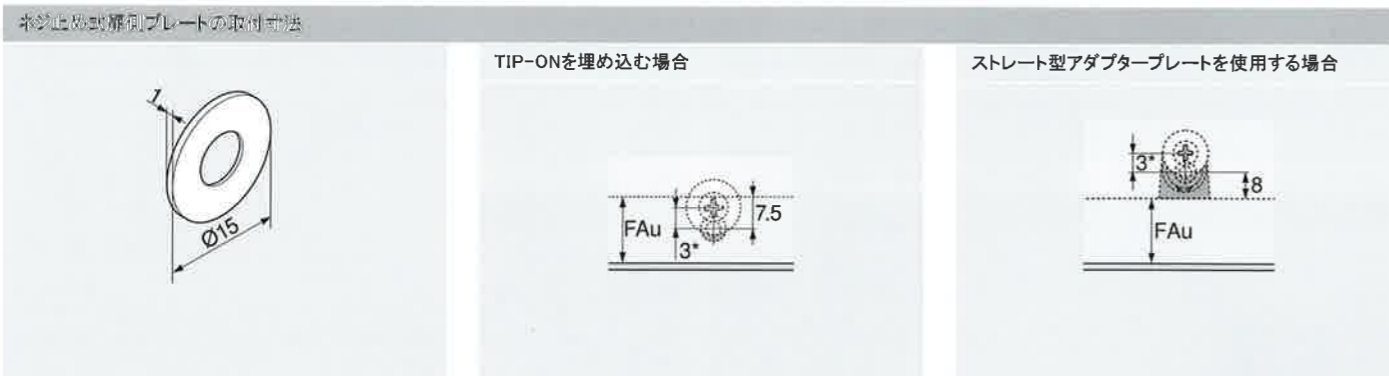 ネジ止め式扉側プレートの取付寸法
TIP-ONを埋め込む場合
ストレート型アダプタープレートを使用する場合
1
Ø15
FAu
3*
7.5
3*
8
FAu